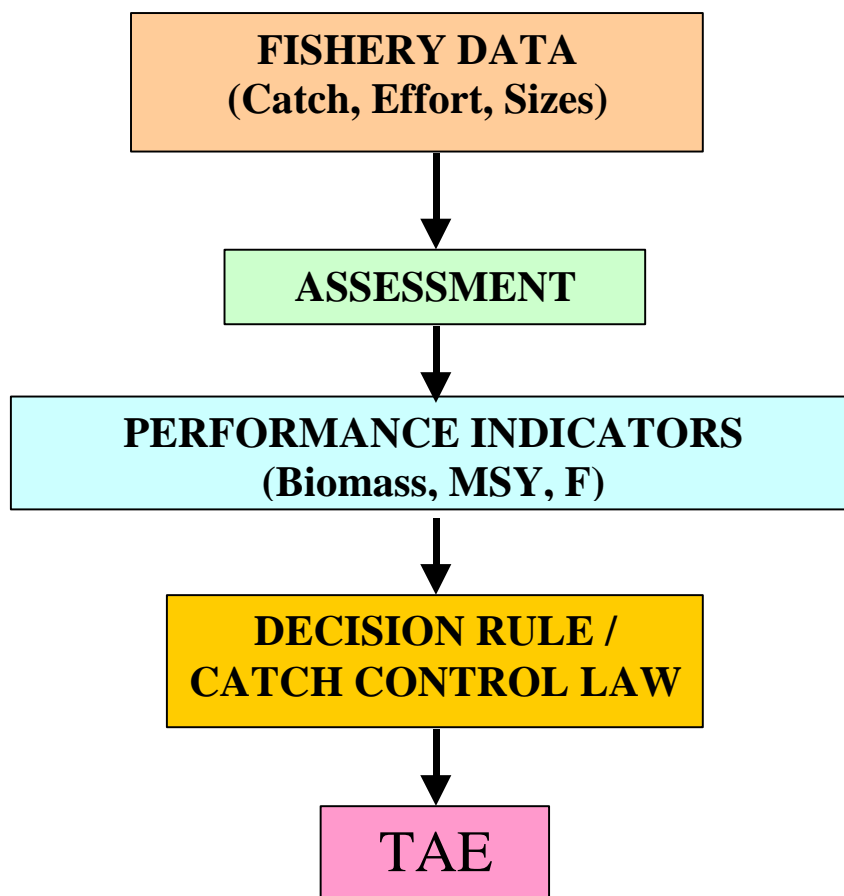 FISHERY DATA
(Catch, Effort, Sizes)
ASSESSMENT
PERFORMANCE INDICATORS
(Biomass, MSY, F)
DECISION RULE /
CATCH CONTROL LAW
TAE